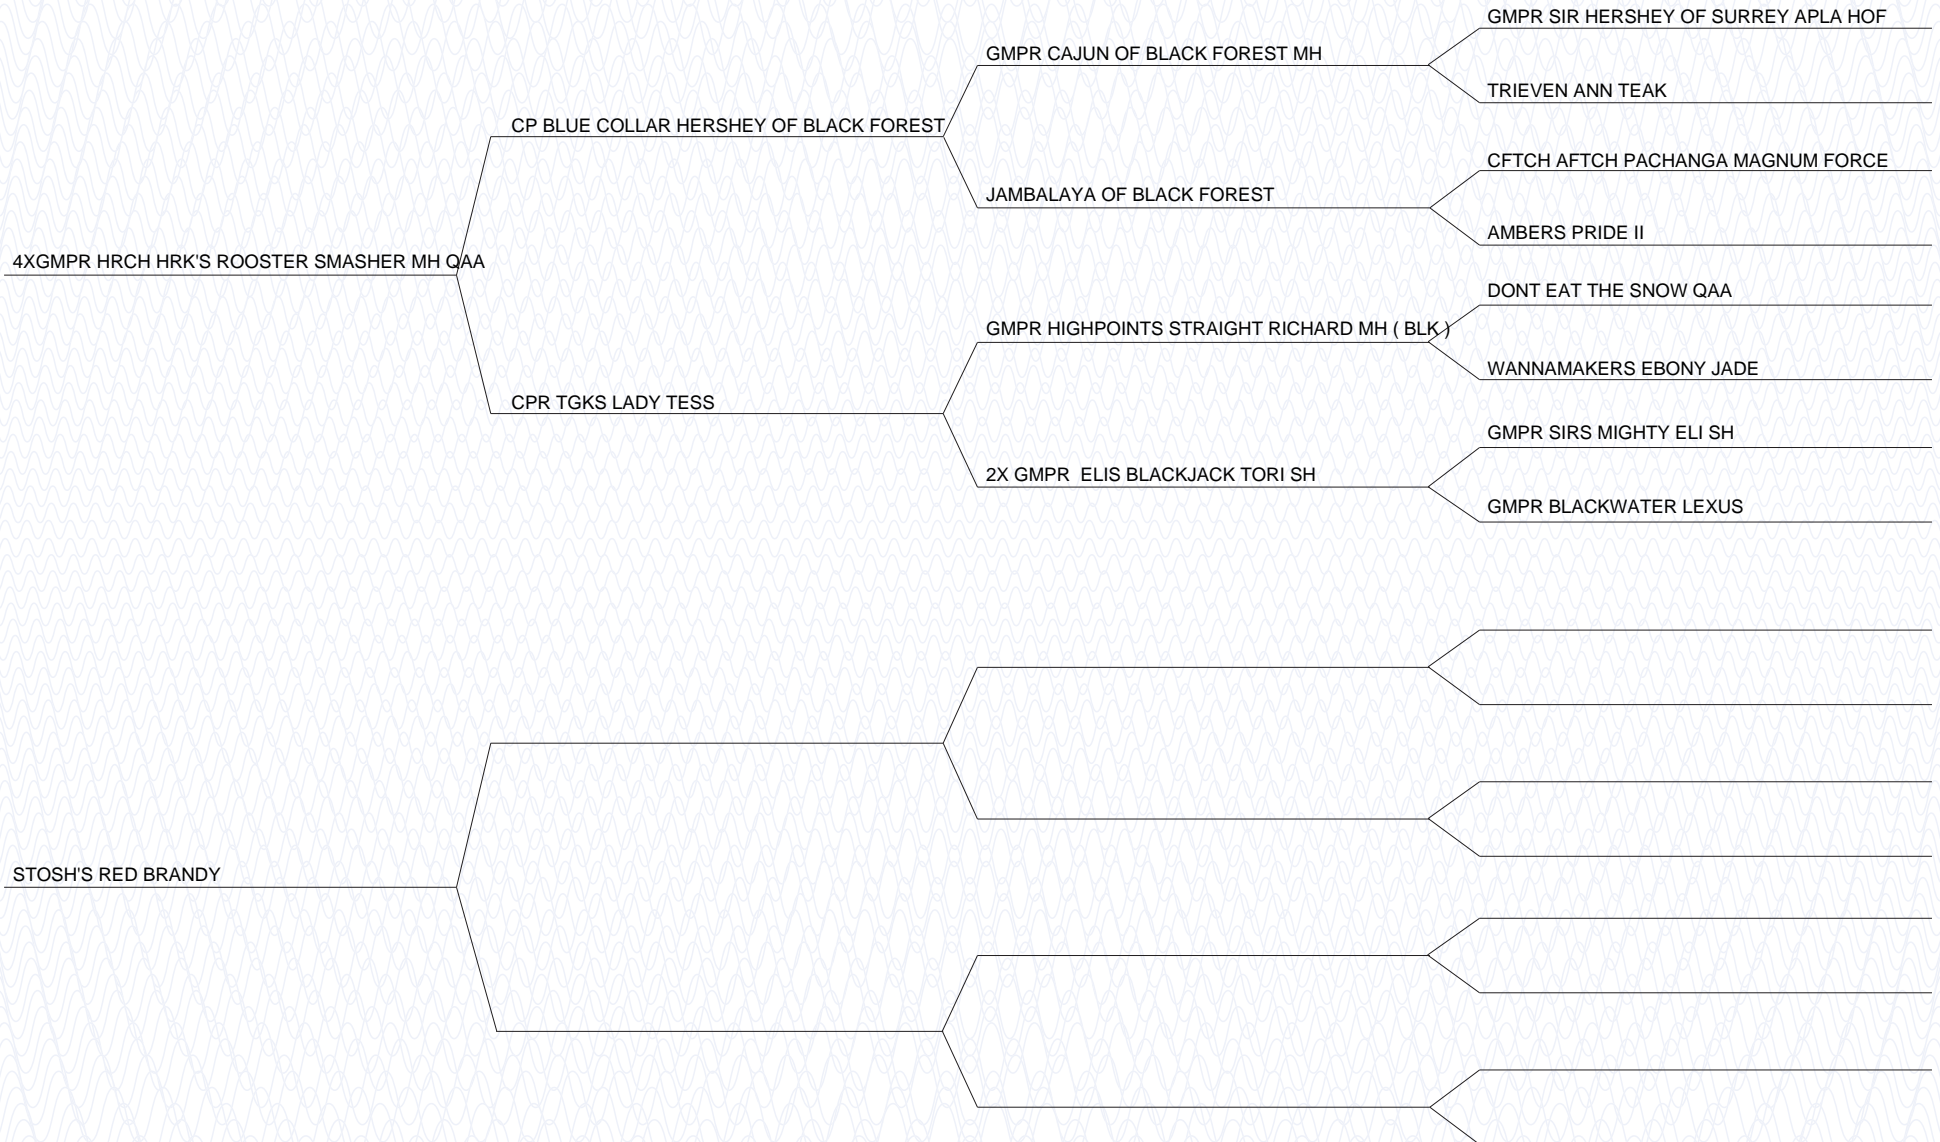 GMPR SIR HERSHEY OF SURREY APLA HOF
GMPR CAJUN OF BLACK FOREST MH
TRIEVEN ANN TEAK
CP BLUE COLLAR HERSHEY OF BLACK FOREST
CFTCH AFTCH PACHANGA MAGNUM FORCE
JAMBALAYA OF BLACK FOREST
AMBERS PRIDE II
4XGMPR HRCH HRK'S ROOSTER SMASHER MH QAA
DONT EAT THE SNOW QAA
GMPR HIGHPOINTS STRAIGHT RICHARD MH ( BLK )
WANNAMAKERS EBONY JADE
CPR TGKS LADY TESS
GMPR SIRS MIGHTY ELI SH
2X GMPR  ELIS BLACKJACK TORI SH
GMPR BLACKWATER LEXUS
STOSH'S RED BRANDY